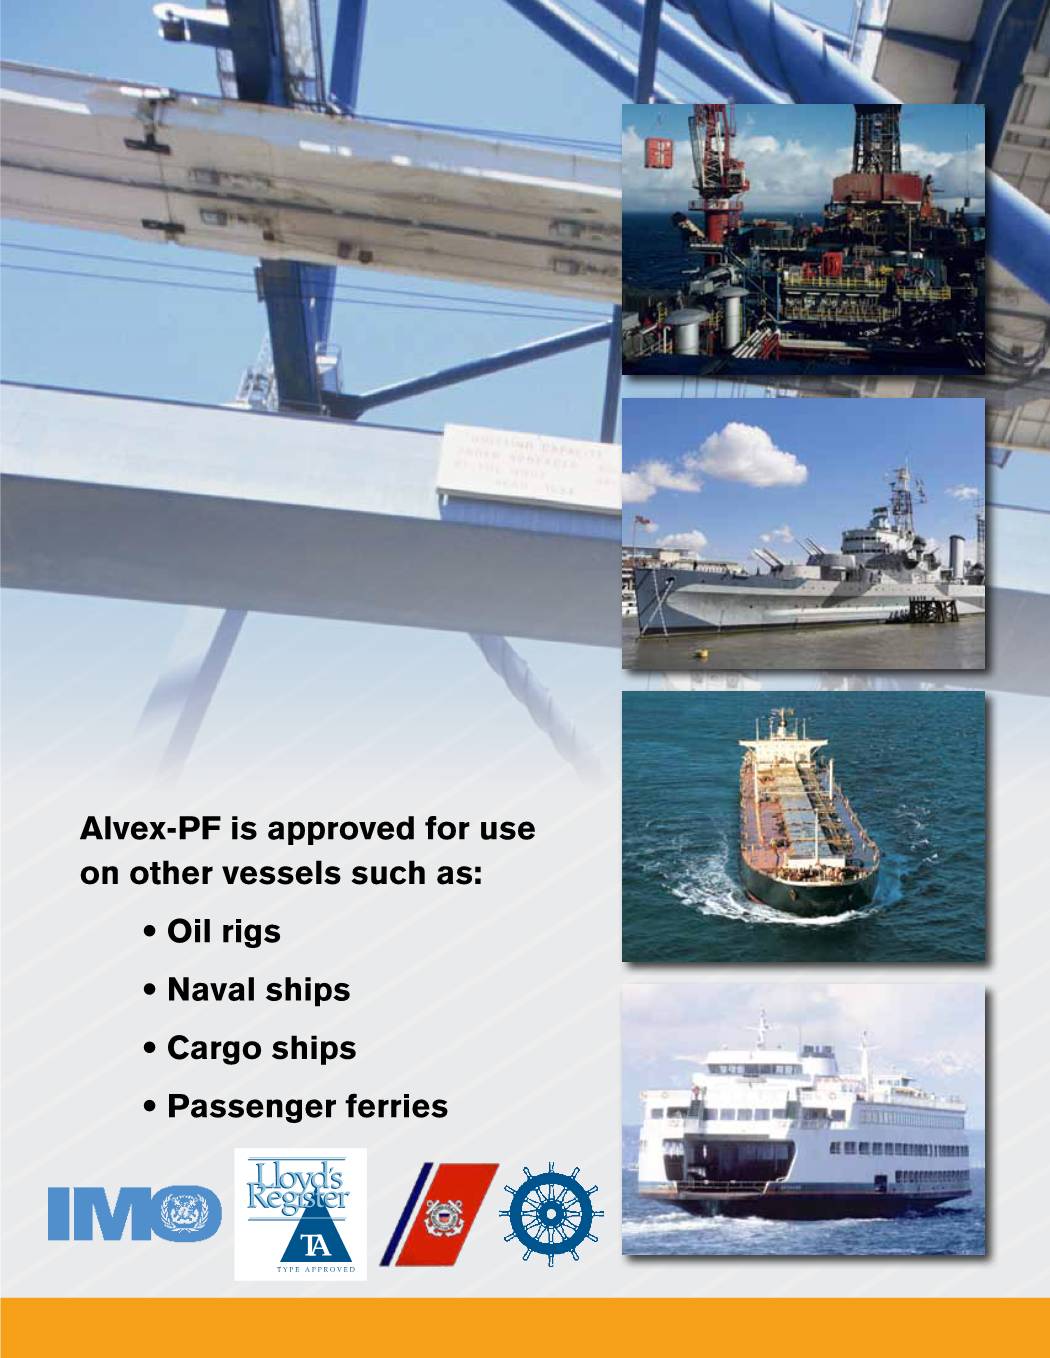 Alvex-PF is approved for use
on other vessels such as:
• Oil rigs
• Naval ships
• Cargo ships
• Passenger ferries
IMO
Lloyd's
Register
TA
TYPE APPROVED